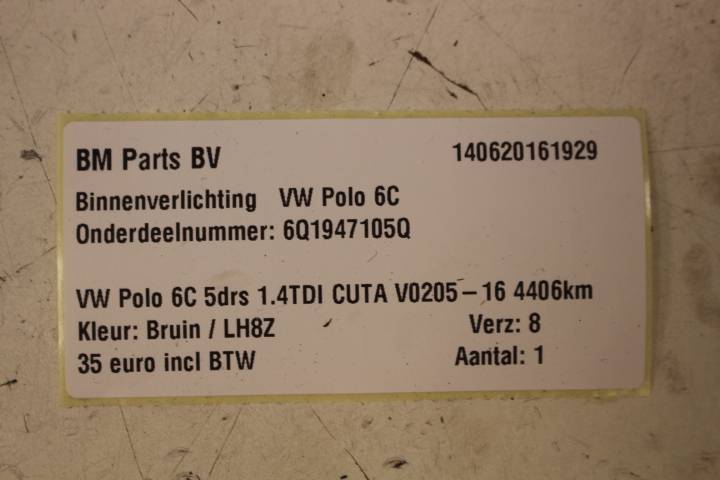 BM Parts BV 140620161929
Binnenverlichting VW Polo 6C
Onderdeelnummer: 6Q1947105Q
VW Polo 6C 5drs 1.4TDI CUTA V0205-16 4406km
Kleur: Bruin / LH8Z Verz: 8
35 euro incl BTW Aantal: 1